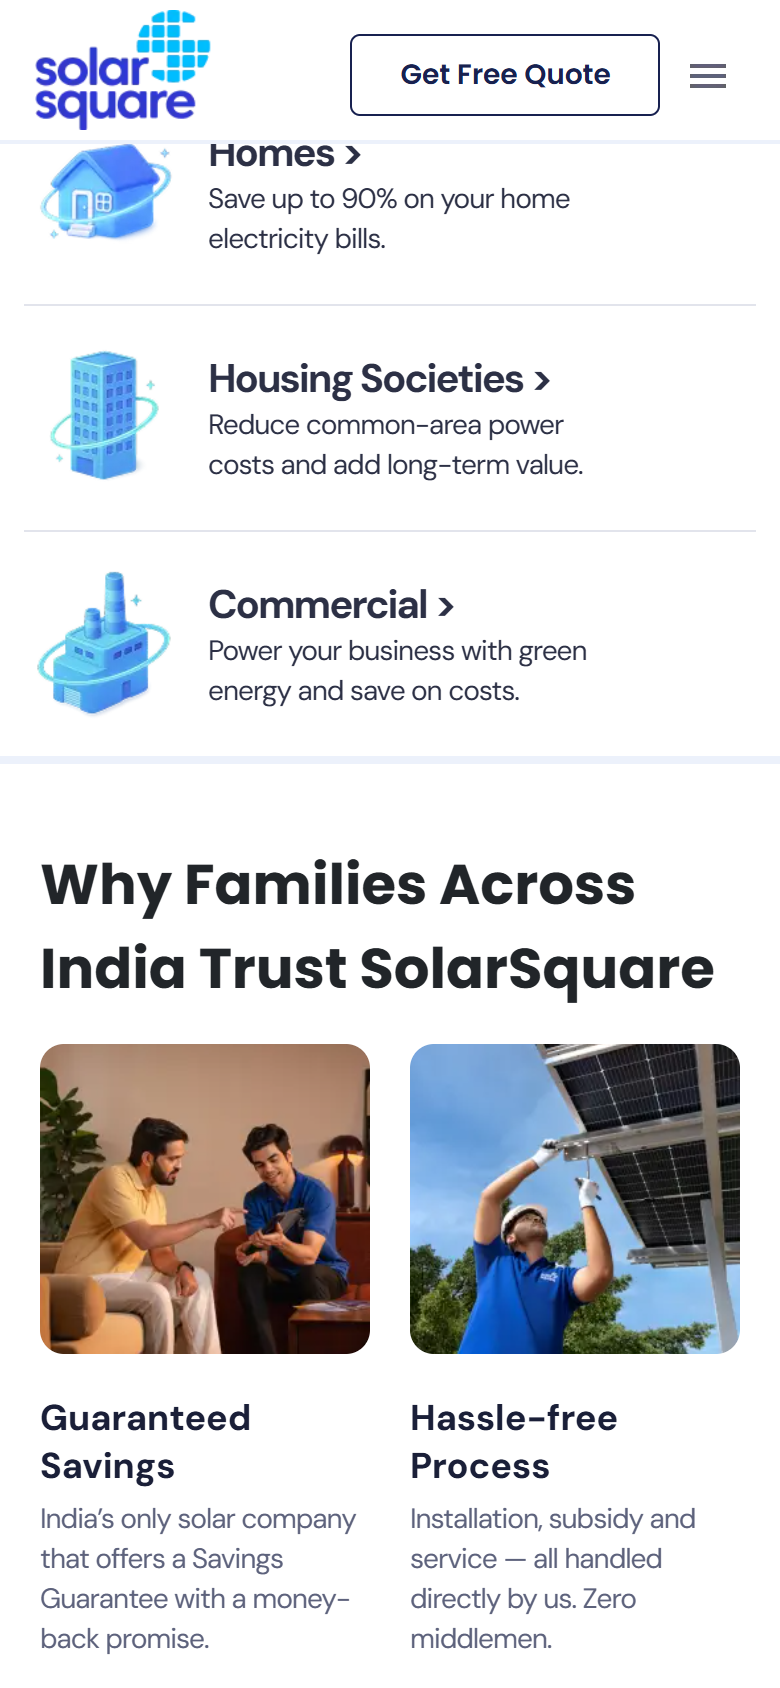 solar
square
Get Free Quote
Homes >
Save up to 90% on your home
electricity bills.
Housing Societies >
Reduce common-area power
costs and add long-term value.
Commercial >
Power your business with green
energy and save on costs.
Why Families Across
India Trust SolarSquare
Guaranteed
Savings
India’s only solar company
that offers a Savings
Guarantee with a money-
back promise.
Hassle-free
Process
Installation, subsidy and
service — all handled
directly by us. Zero
middlemen.